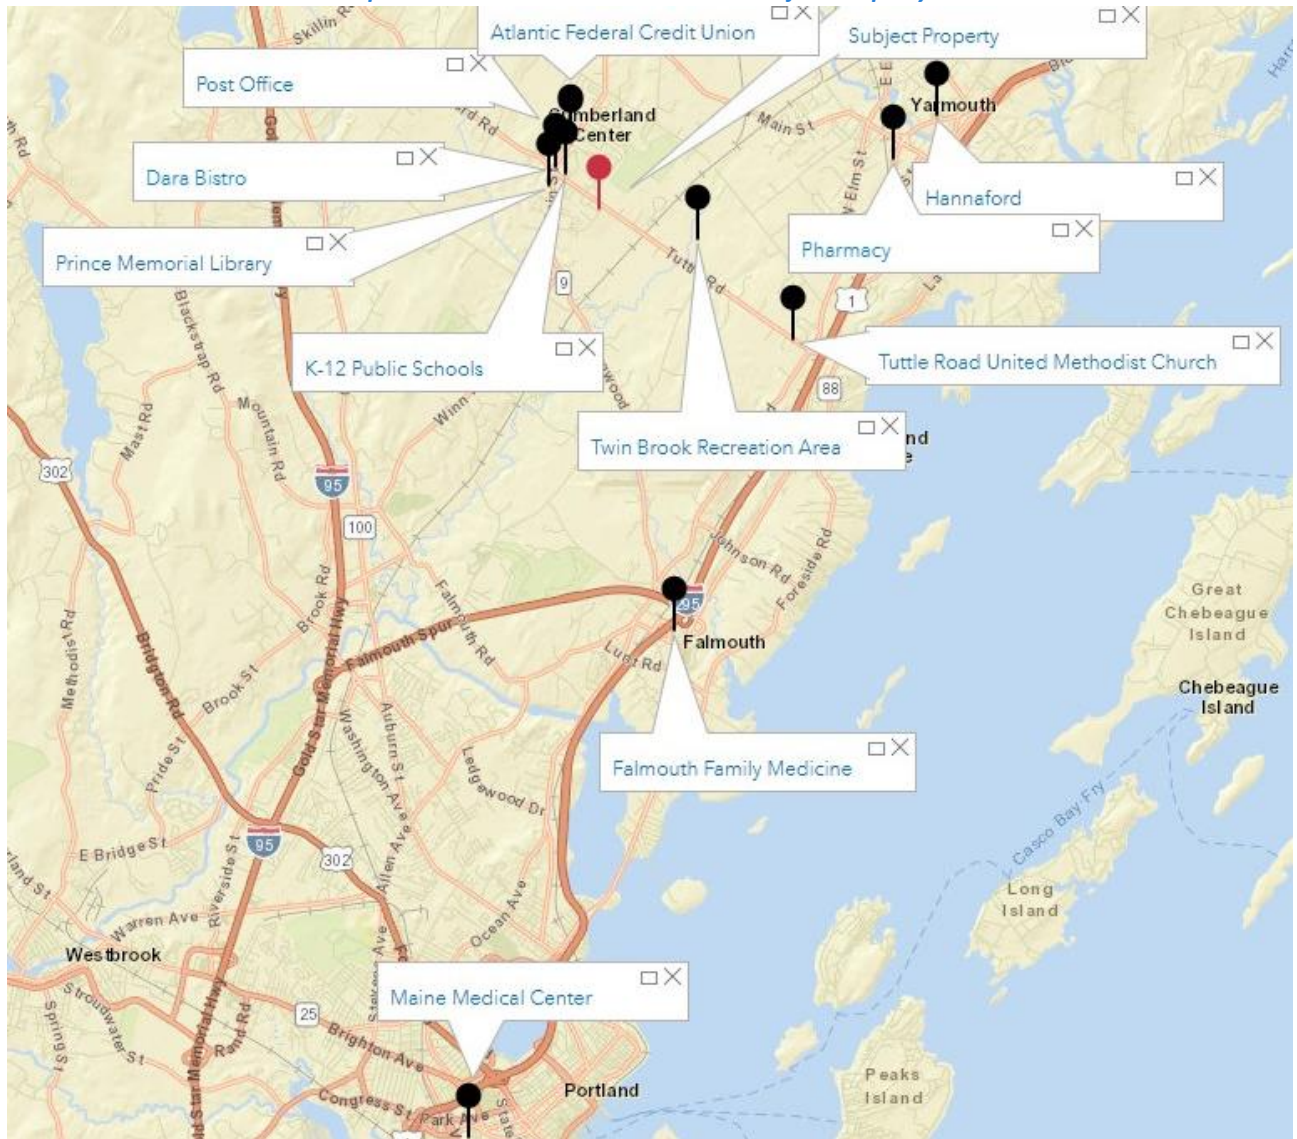 Atlantic Federal Credit Union
Subject Property
Skillin
Post Office
Cumberland
Center
Yarmouth
Main St
Dara Bistro
Hannaford
Pharmacy
N Elm St
Prince Memorial Library
9
Tuttle Rd
1
K-12 Public Schools
Tuttle Road United Methodist Church
88
Blackstrap Rd
Mast Rd
Mountain Rd
Winn
Twin Brook Recreation Area
302
95
100
Johnson Rd
Foreside Rd
Great
Chebeague
Island
Brook Rd
Falmouth Rd
295
Falmouth
Methodist Rd
Bridgton Rd
Gold Star Memorial Hwy
Falmouth Spur
Lunt Rd
Chebeague
Island
Brook St
Pride St
Washington Ave
Auburn St
Ledgewood Dr
Falmouth Family Medicine
Casco Bay Fry
E Bridge St
95
302
Riverside St
Allen Ave
Long
Island
Warren Ave
Ocean Ave
Westbrook
Maine Medical Center
Stroudwater St
Spring St
Rand Rd
25
Brighton Ave
Portland
Peaks
Island
Congress St
Park Ave
State